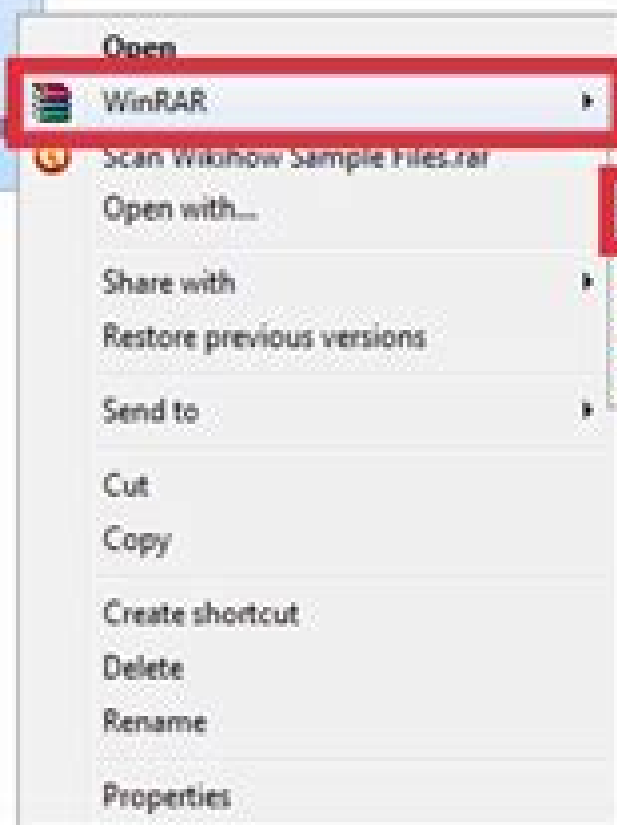 Open
WinRAR
Scan Wikihow Sample Files.rar
Open with...
Share with
Restore previous versions
Send to
Cut
Copy
Create shortcut
Delete
Rename
Properties